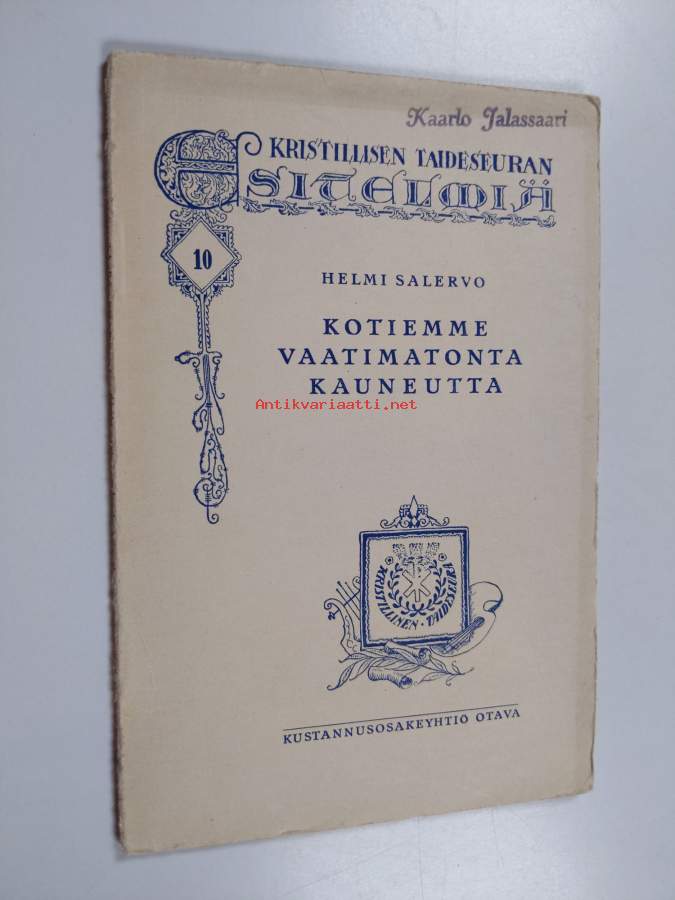 Kaarlo Jalassaari
KRISTILLISEN TAIDESEURAN
ESITELMIÄ
10
HELMI SALERVO
KOTIEMME
VAATIMATONTA
KAUNEUTTA
Antikvariaatti.net
KRISTILLINEN · TAIDESEURA
KUSTANNUSOSAKEYHTIÖ OTAVA